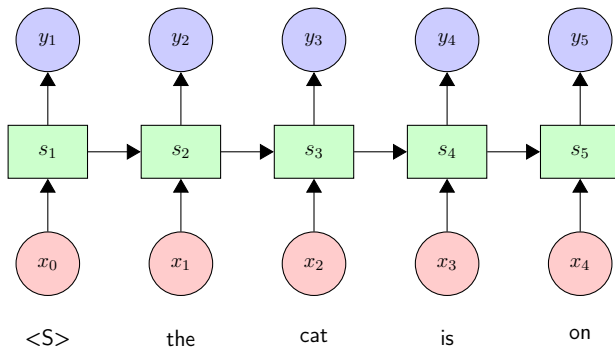 y₁ y₂ y₃ y₄ y₅
s₁ s₂ s₃ s₄ s₅
x₀ x₁ x₂ x₃ x₄
<S> the cat is on